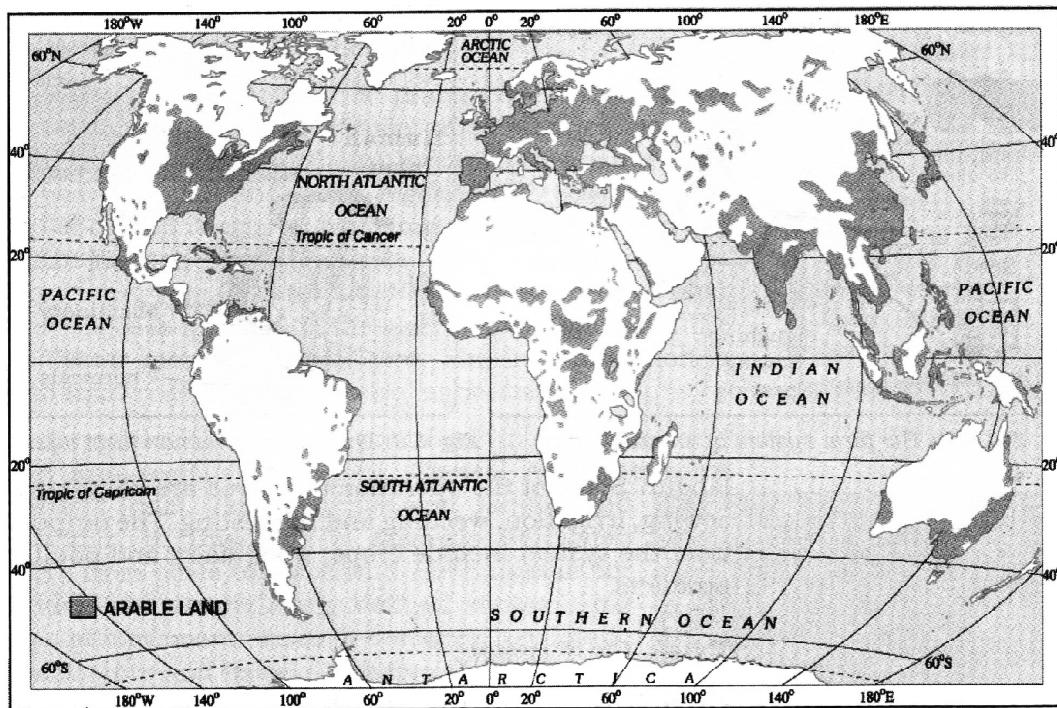 180°W 140° 100° 60° 20° 0° 20° 60° 100° 140° 180°E
60°N ARCTIC 60°N
OCEAN
40° 40°
NORTH ATLANTIC
OCEAN
Tropic of Cancer
20° 20°
PACIFIC
OCEAN
PACIFIC
OCEAN
0° 0°
INDIAN
OCEAN
20° 20°
Tropic of Capricorn
SOUTH ATLANTIC
OCEAN
40° 40°
ARABLE LAND
SOUTHERN OCEAN
60°S 60°S
ANTARCTICA
180°W 140° 100° 60° 20° 0° 20° 60° 100° 140° 180°E